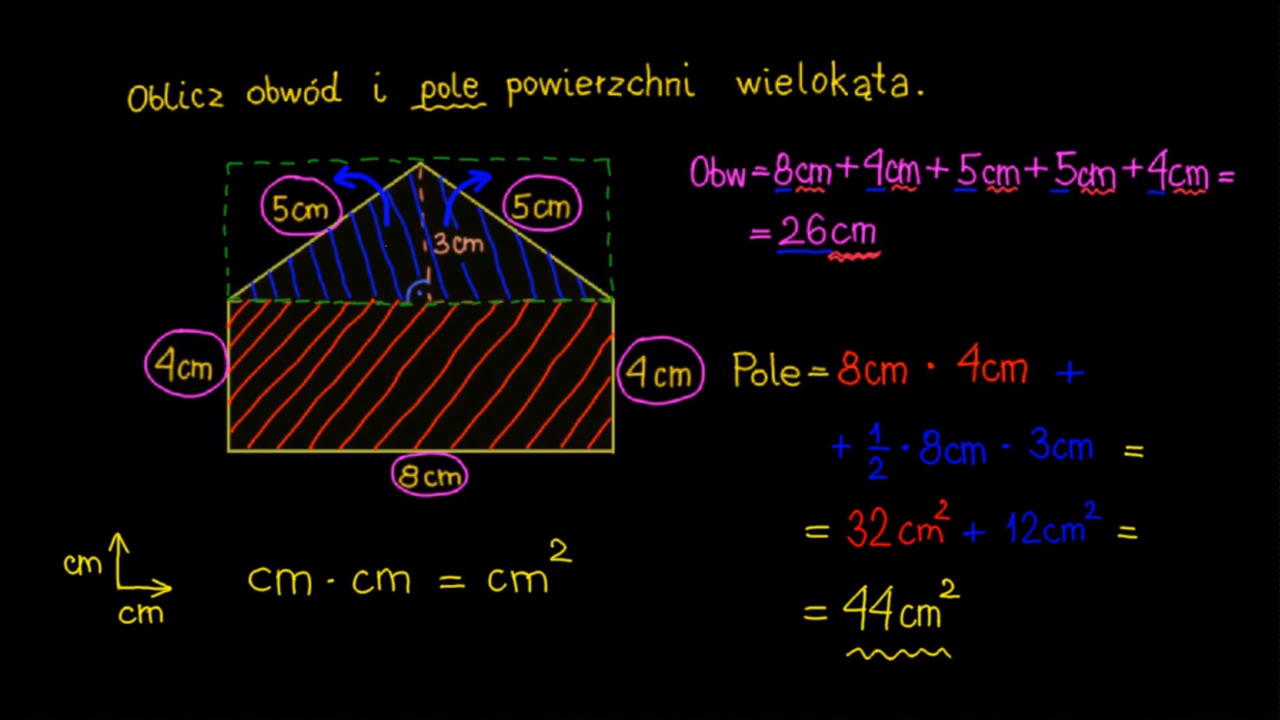 Oblicz obwód i pole powierzchni wielokąta.
5cm
5cm
3cm
4cm
4cm
8cm
Obw = 8cm + 4cm + 5cm + 5cm + 4cm =
= 26cm
Pole = 8cm · 4cm +
+ 1/2 · 8cm · 3cm =
= 32cm² + 12cm² =
= 44cm²
cm
cm
cm · cm = cm²